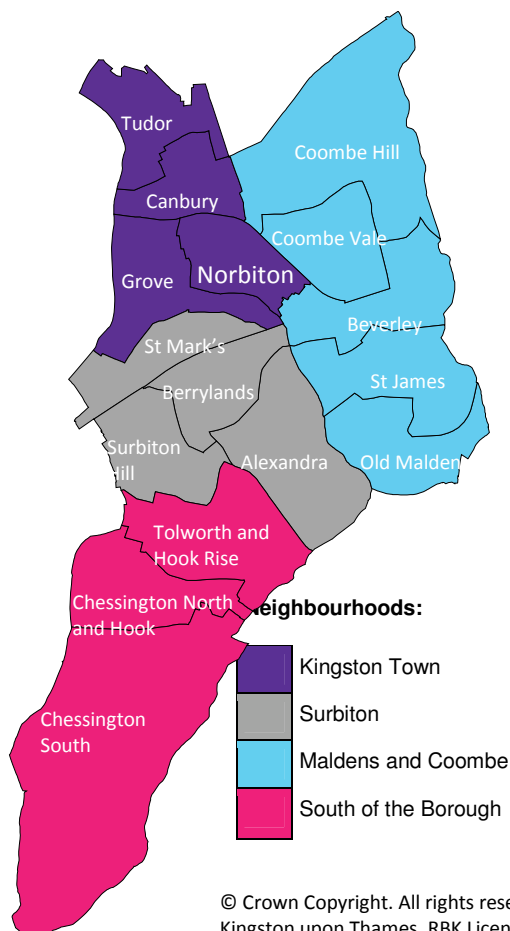 Tudor
Coombe Hill
Canbury
Coombe Vale
Grove
Norbiton
Beverley
St Mark's
St James
Berrylands
Surbiton
Hill
Alexandra
Old Malden
Tolworth and
Hook Rise
Chessington North
and Hook
Neighbourhoods:
Chessington
South
Kingston Town
Surbiton
Maldens and Coombe
South of the Borough
© Crown Copyright. All rights rese
Kingston upon Thames. RBK Licen